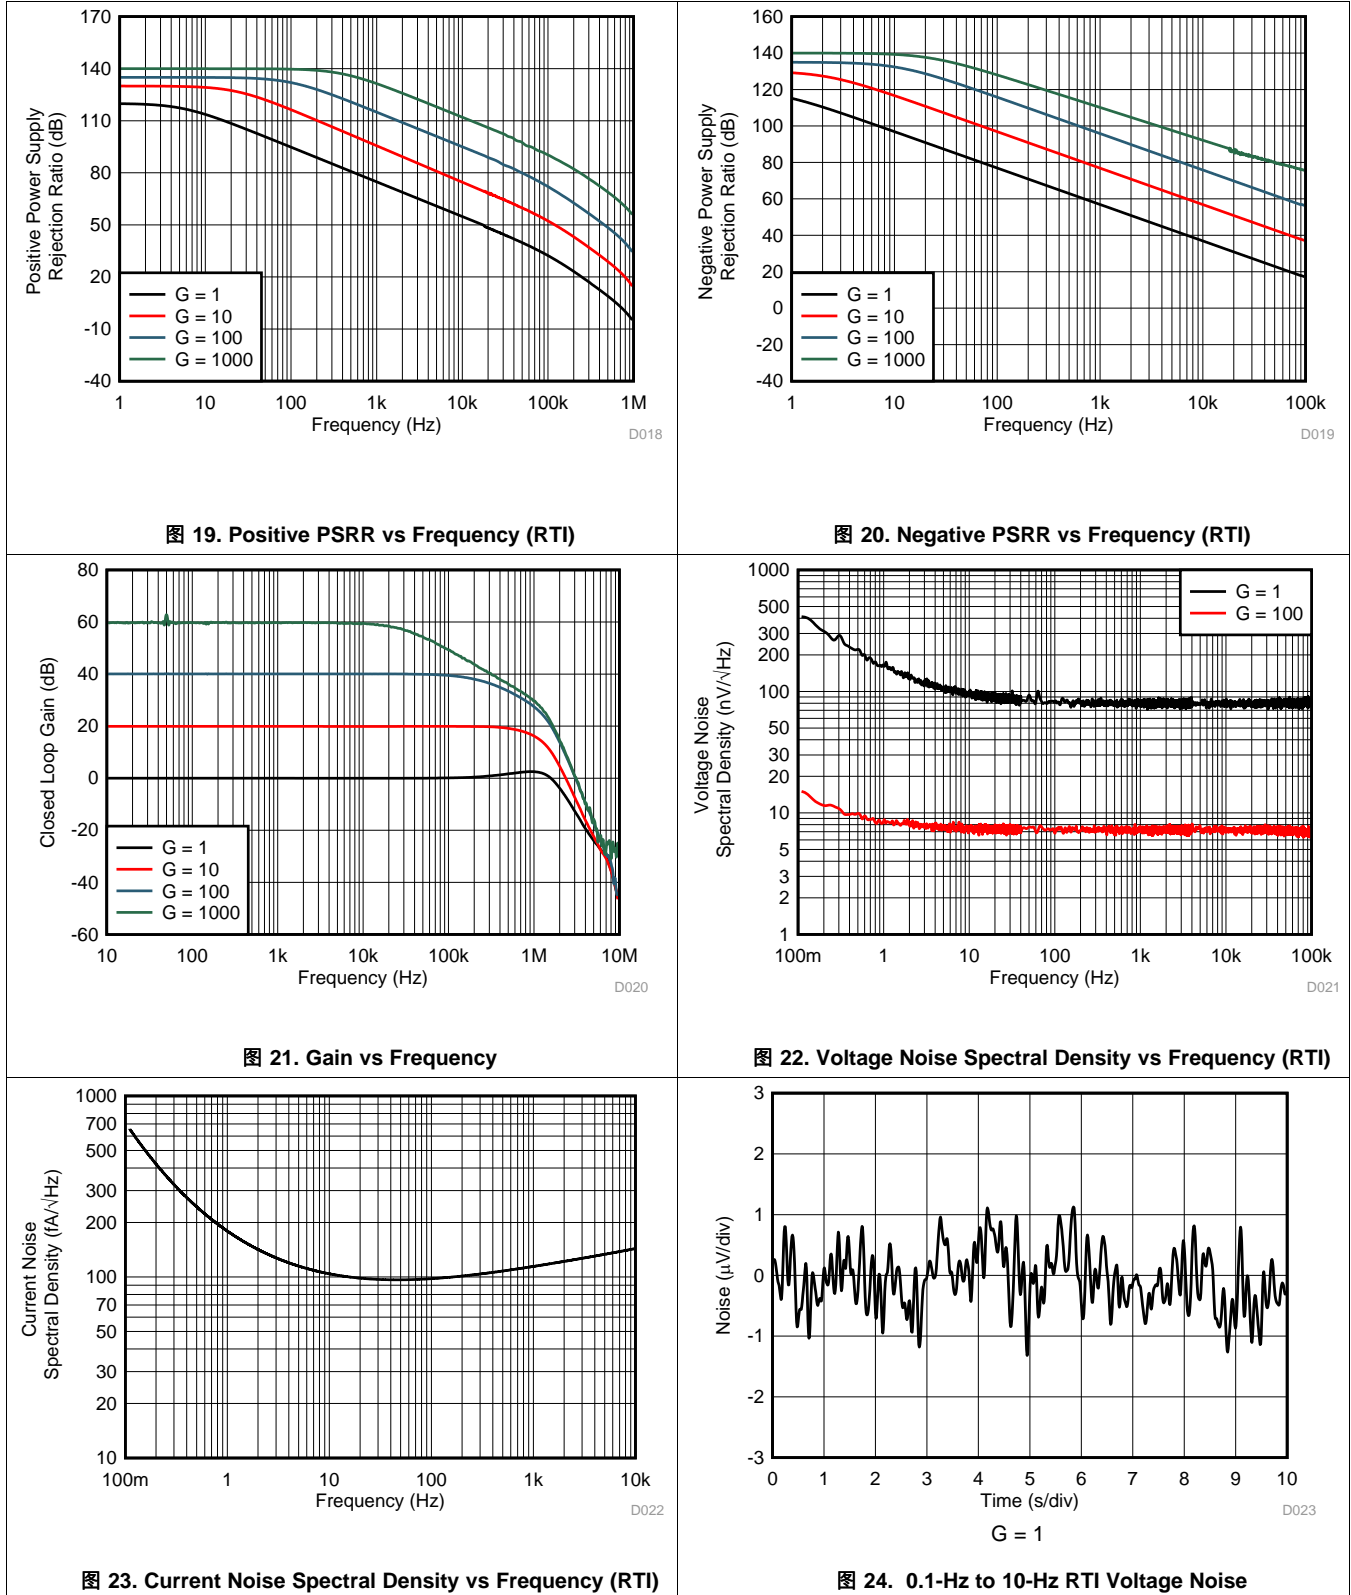 170
140
110
80
50
20
-10
-40
Positive Power Supply
Rejection Ratio (dB)
G = 1
G = 10
G = 100
G = 1000
1 10 100 1k 10k 100k 1M
Frequency (Hz)
D018
图 19. Positive PSRR vs Frequency (RTI)
160
140
120
100
80
60
40
20
0
-20
-40
Negative Power Supply
Rejection Ratio (dB)
G = 1
G = 10
G = 100
G = 1000
1 10 100 1k 10k 100k
Frequency (Hz)
D019
图 20. Negative PSRR vs Frequency (RTI)
80
60
40
20
0
-20
-40
-60
Closed Loop Gain (dB)
G = 1
G = 10
G = 100
G = 1000
10 100 1k 10k 100k 1M 10M
Frequency (Hz)
D020
图 21. Gain vs Frequency
1000
500
300
200
100
50
30
20
10
5
3
2
1
Voltage Noise
Spectral Density (nV/√Hz)
G = 1
G = 100
100m 1 10 100 1k 10k 100k
Frequency (Hz)
D021
图 22. Voltage Noise Spectral Density vs Frequency (RTI)
1000
700
500
300
200
100
70
50
30
20
10
Current Noise
Spectral Density (fA/√Hz)
100m 1 10 100 1k 10k
Frequency (Hz)
D022
图 23. Current Noise Spectral Density vs Frequency (RTI)
3
2
1
0
-1
-2
-3
Noise (μV/div)
0 1 2 3 4 5 6 7 8 9 10
Time (s/div)
D023
G = 1
图 24. 0.1-Hz to 10-Hz RTI Voltage Noise